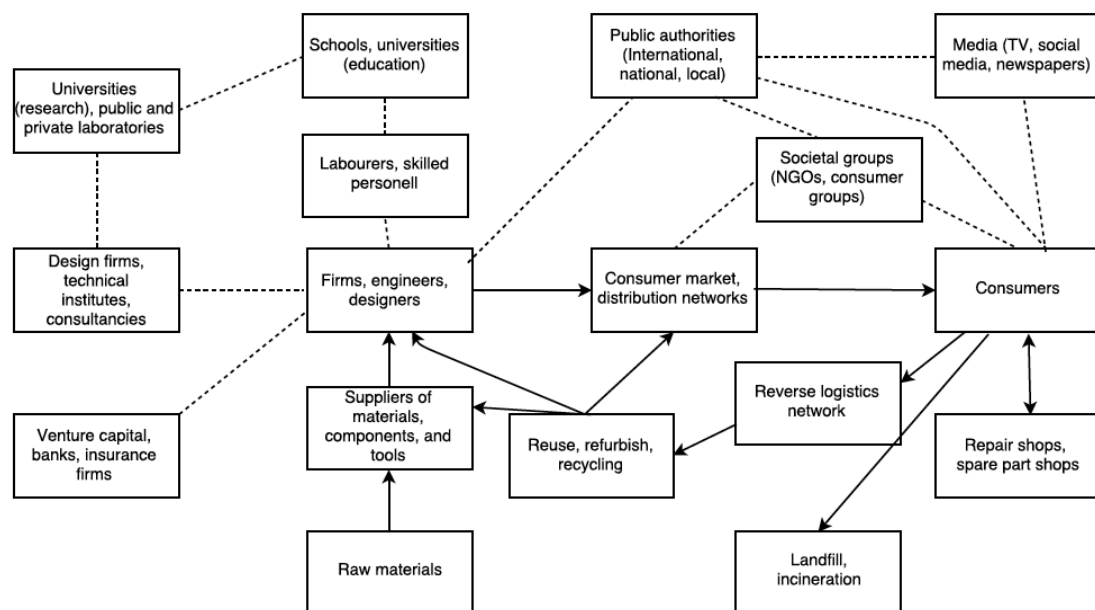 Schools, universities
(education)
Public authorities
(International,
national, local)
Media (TV, social
media, newspapers)
Universities
(research), public and
private laboratories
Labourers, skilled
personell
Societal groups
(NGOs, consumer
groups)
Design firms,
technical
institutes,
consultancies
Firms, engineers,
designers
Consumer market,
distribution networks
Consumers
Venture capital,
banks, insurance
firms
Suppliers of
materials,
components, and
tools
Reuse, refurbish,
recycling
Reverse logistics
network
Repair shops,
spare part shops
Raw materials
Landfill,
incineration